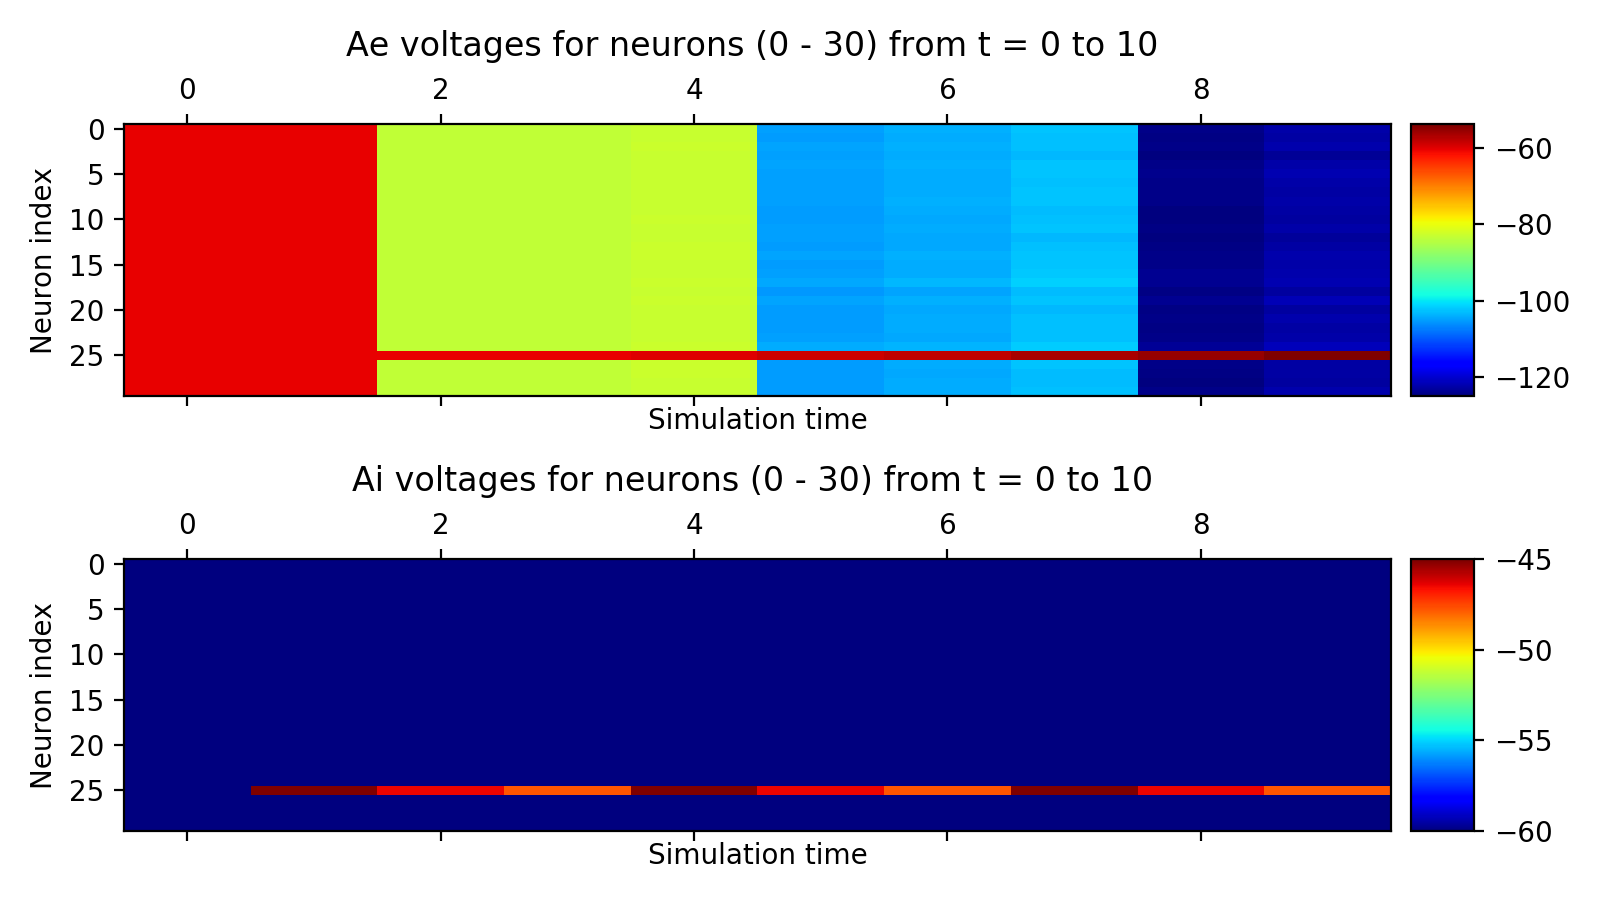 Ae voltages for neurons (0 - 30) from t = 0 to 10
0 2 4 6 8
Neuron index
0
5
10
15
20
25
Simulation time
−60
−80
−100
−120
Ai voltages for neurons (0 - 30) from t = 0 to 10
0 2 4 6 8
Neuron index
0
5
10
15
20
25
Simulation time
−45
−50
−55
−60